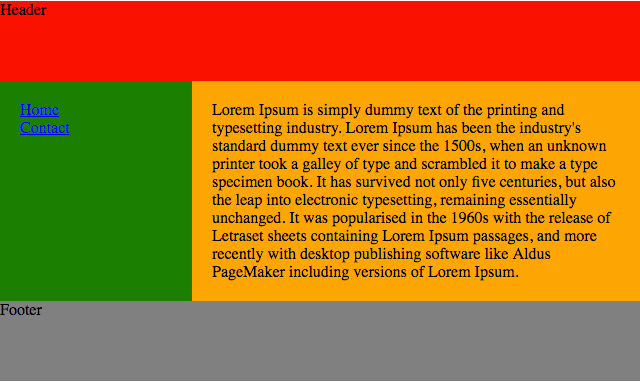 Header
Home
Contact
Lorem Ipsum is simply dummy text of the printing and
typesetting industry. Lorem Ipsum has been the industry's
standard dummy text ever since the 1500s, when an unknown
printer took a galley of type and scrambled it to make a type
specimen book. It has survived not only five centuries, but also
the leap into electronic typesetting, remaining essentially
unchanged. It was popularised in the 1960s with the release of
Letraset sheets containing Lorem Ipsum passages, and more
recently with desktop publishing software like Aldus
PageMaker including versions of Lorem Ipsum.
Footer